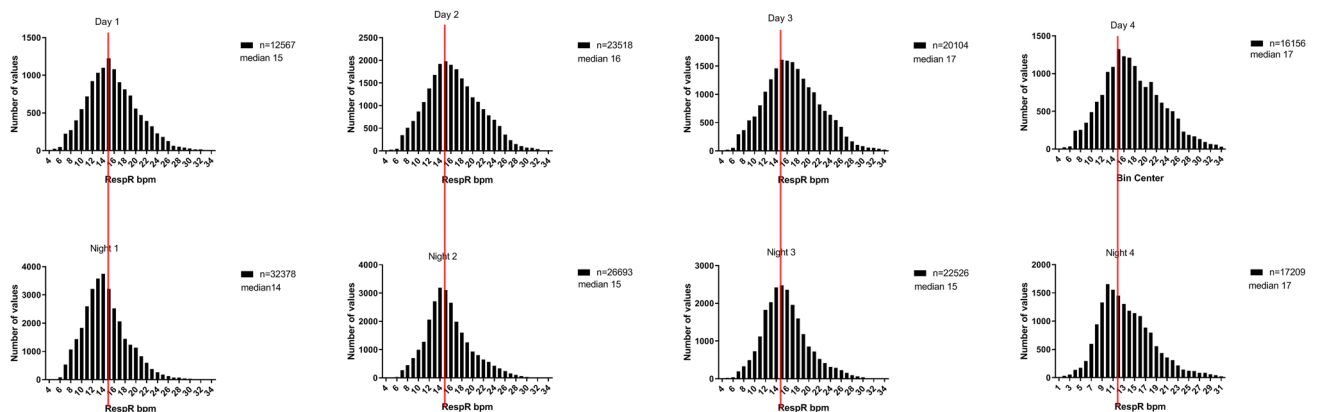 Day 1
n=12567
median 15
Number of values
1500
1000
500
0
4 6 8 10 12 14 16 18 20 22 24 26 28 30 32 34
RespR bpm
Day 2
n=23518
median 16
Number of values
2500
2000
1500
1000
500
0
4 6 8 10 12 14 16 18 20 22 24 26 28 30 32 34
RespR bpm
Day 3
n=20104
median 17
Number of values
2000
1500
1000
500
0
4 6 8 10 12 14 16 18 20 22 24 26 28 30 32 34
RespR bpm
Day 4
n=16156
median 17
Number of values
1500
1000
500
0
4 6 8 10 12 14 16 18 20 22 24 26 28 30 32 34
Bin Center
Night 1
n=32378
median14
Number of values
4000
3000
2000
1000
0
4 6 8 10 12 14 16 18 20 22 24 26 28 30 32 34
RespR bpm
Night 2
n=26693
median 15
Number of values
4000
3000
2000
1000
0
4 6 8 10 12 14 16 18 20 22 24 26 28 30 32 34
RespR bpm
Night 3
n=22526
median 15
Number of values
3000
2000
1000
0
4 6 8 10 12 14 16 18 20 22 24 26 28 30 32 34
RespR bpm
Night 4
n=17209
median 17
Number of values
2000
1500
1000
500
0
1 3 5 7 9 11 13 15 17 19 21 23 25 27 29 31
RespR bpm